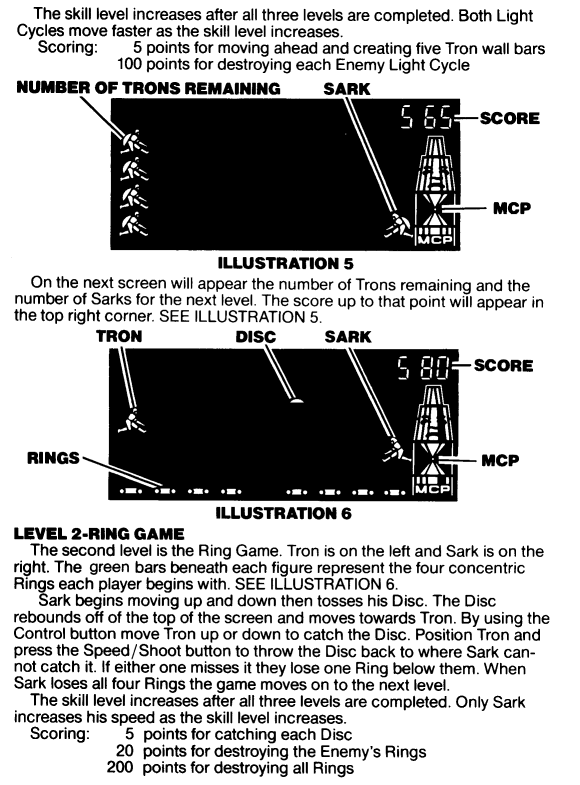 The skill level increases after all three levels are completed. Both Light
Cycles move faster as the skill level increases.
Scoring: 5 points for moving ahead and creating five Tron wall bars
100 points for destroying each Enemy Light Cycle
NUMBER OF TRONS REMAINING SARK
565 SCORE
MCP
MCP
ILLUSTRATION 5
On the next screen will appear the number of Trons remaining and the
number of Sarks for the next level. The score up to that point will appear in
the top right corner. SEE ILLUSTRATION 5.
TRON DISC SARK
580 SCORE
RINGS MCP
MCP
ILLUSTRATION 6
LEVEL 2-RING GAME
The second level is the Ring Game. Tron is on the left and Sark is on the
right. The green bars beneath each figure represent the four concentric
Rings each player begins with. SEE ILLUSTRATION 6.
Sark begins moving up and down then tosses his Disc. The Disc
rebounds off of the top of the screen and moves towards Tron. By using the
Control button move Tron up or down to catch the Disc. Position Tron and
press the Speed/Shoot button to throw the Disc back to where Sark can-
not catch it. If either one misses it they lose one Ring below them. When
Sark loses all four Rings the game moves on to the next level.
The skill level increases after all three levels are completed. Only Sark
increases his speed as the skill level increases.
Scoring: 5 points for catching each Disc
20 points for destroying the Enemy's Rings
200 points for destroying all Rings